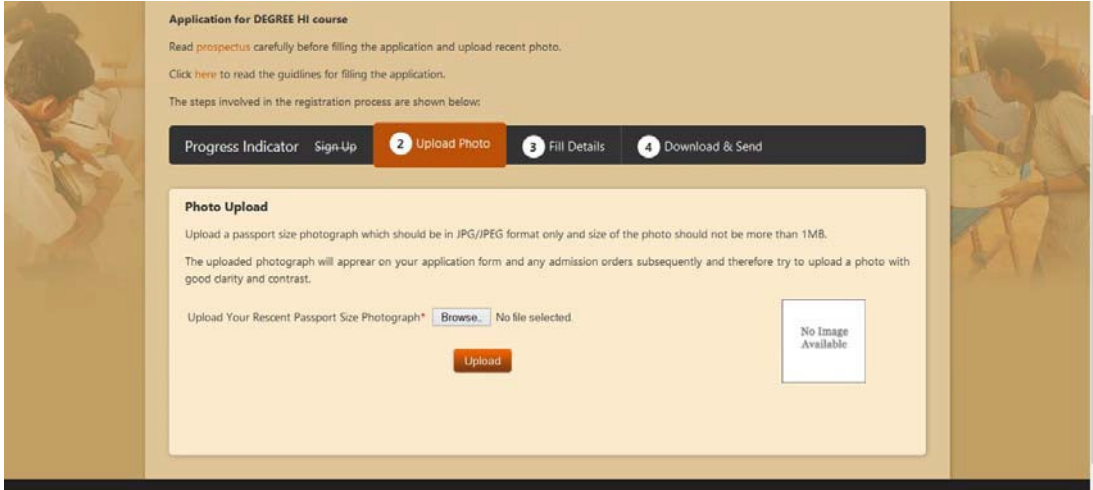 Application for DEGREE HI course
Read prospectus carefully before filling the application and upload recent photo.
Click here to read the guidlines for filling the application.
The steps involved in the registration process are shown below:
Progress Indicator Sign Up 2 Upload Photo 3 Fill Details 4 Download & Send
Photo Upload
Upload a passport size photograph which should be in JPG/JPEG format only and size of the photo should not be more than 1MB.
The uploaded photograph will apprear on your application form and any admission orders subsequently and therefore try to upload a photo with
good clarity and contrast.
Upload Your Rescent Passport Size Photograph* Browse.. No file selected.
No Image
Available
Upload